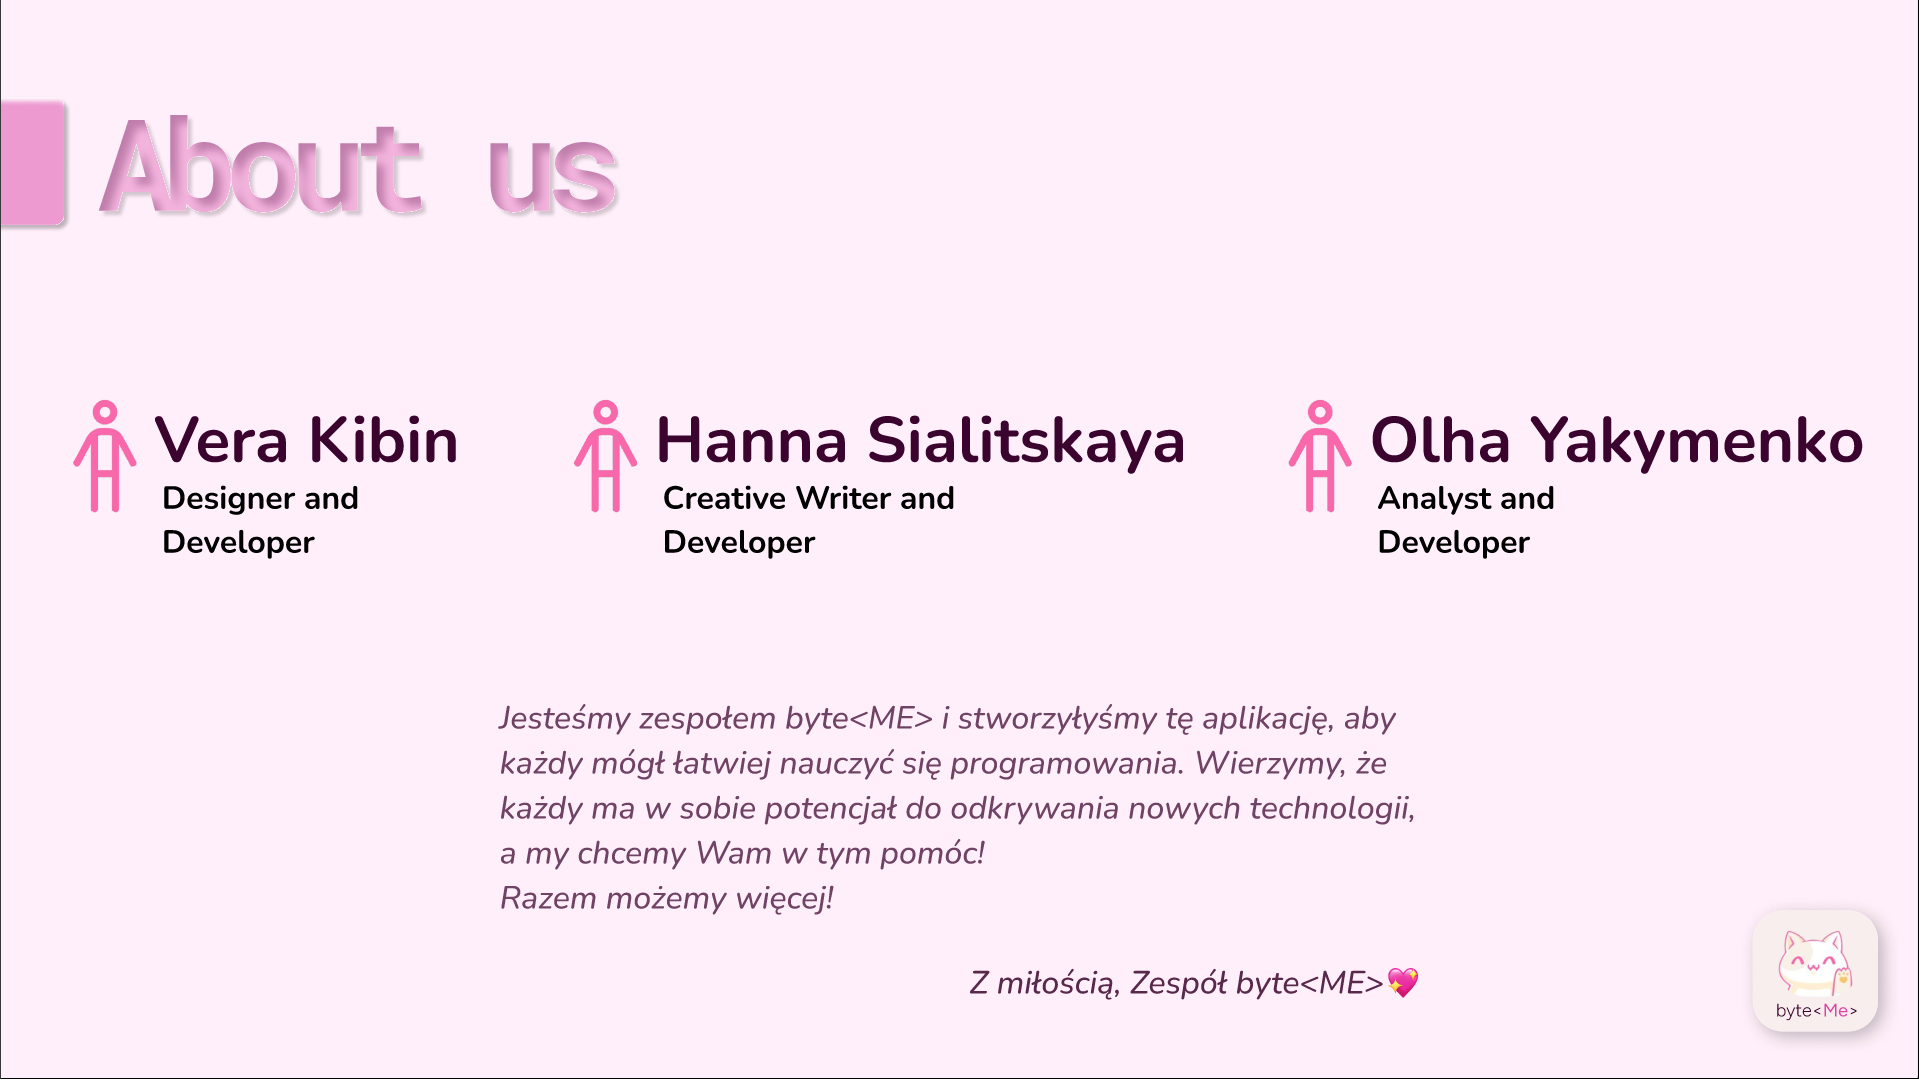 About us
Vera Kibin
Designer and
Developer
Hanna Sialitskaya
Creative Writer and
Developer
Olha Yakymenko
Analyst and
Developer
Jesteśmy zespołem byte<ME> i stworzyłyśmy tę aplikację, aby
każdy mógł łatwiej nauczyć się programowania. Wierzymy, że
każdy ma w sobie potencjał do odkrywania nowych technologii,
a my chcemy Wam w tym pomóc!
Razem możemy więcej!
Z miłością, Zespół byte<ME>💖
byte<Me>